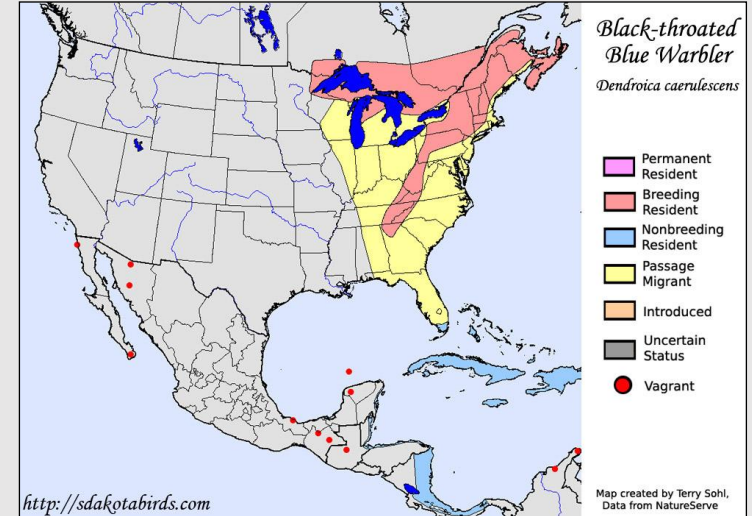 Black-throated
Blue Warbler
Dendroica caerulescens
Permanent
Resident
Breeding
Resident
Nonbreeding
Resident
Passage
Migrant
Introduced
Uncertain
Status
Vagrant
http://sdakotabirds.com
Map created by Terry Sohl,
Data from NatureServe